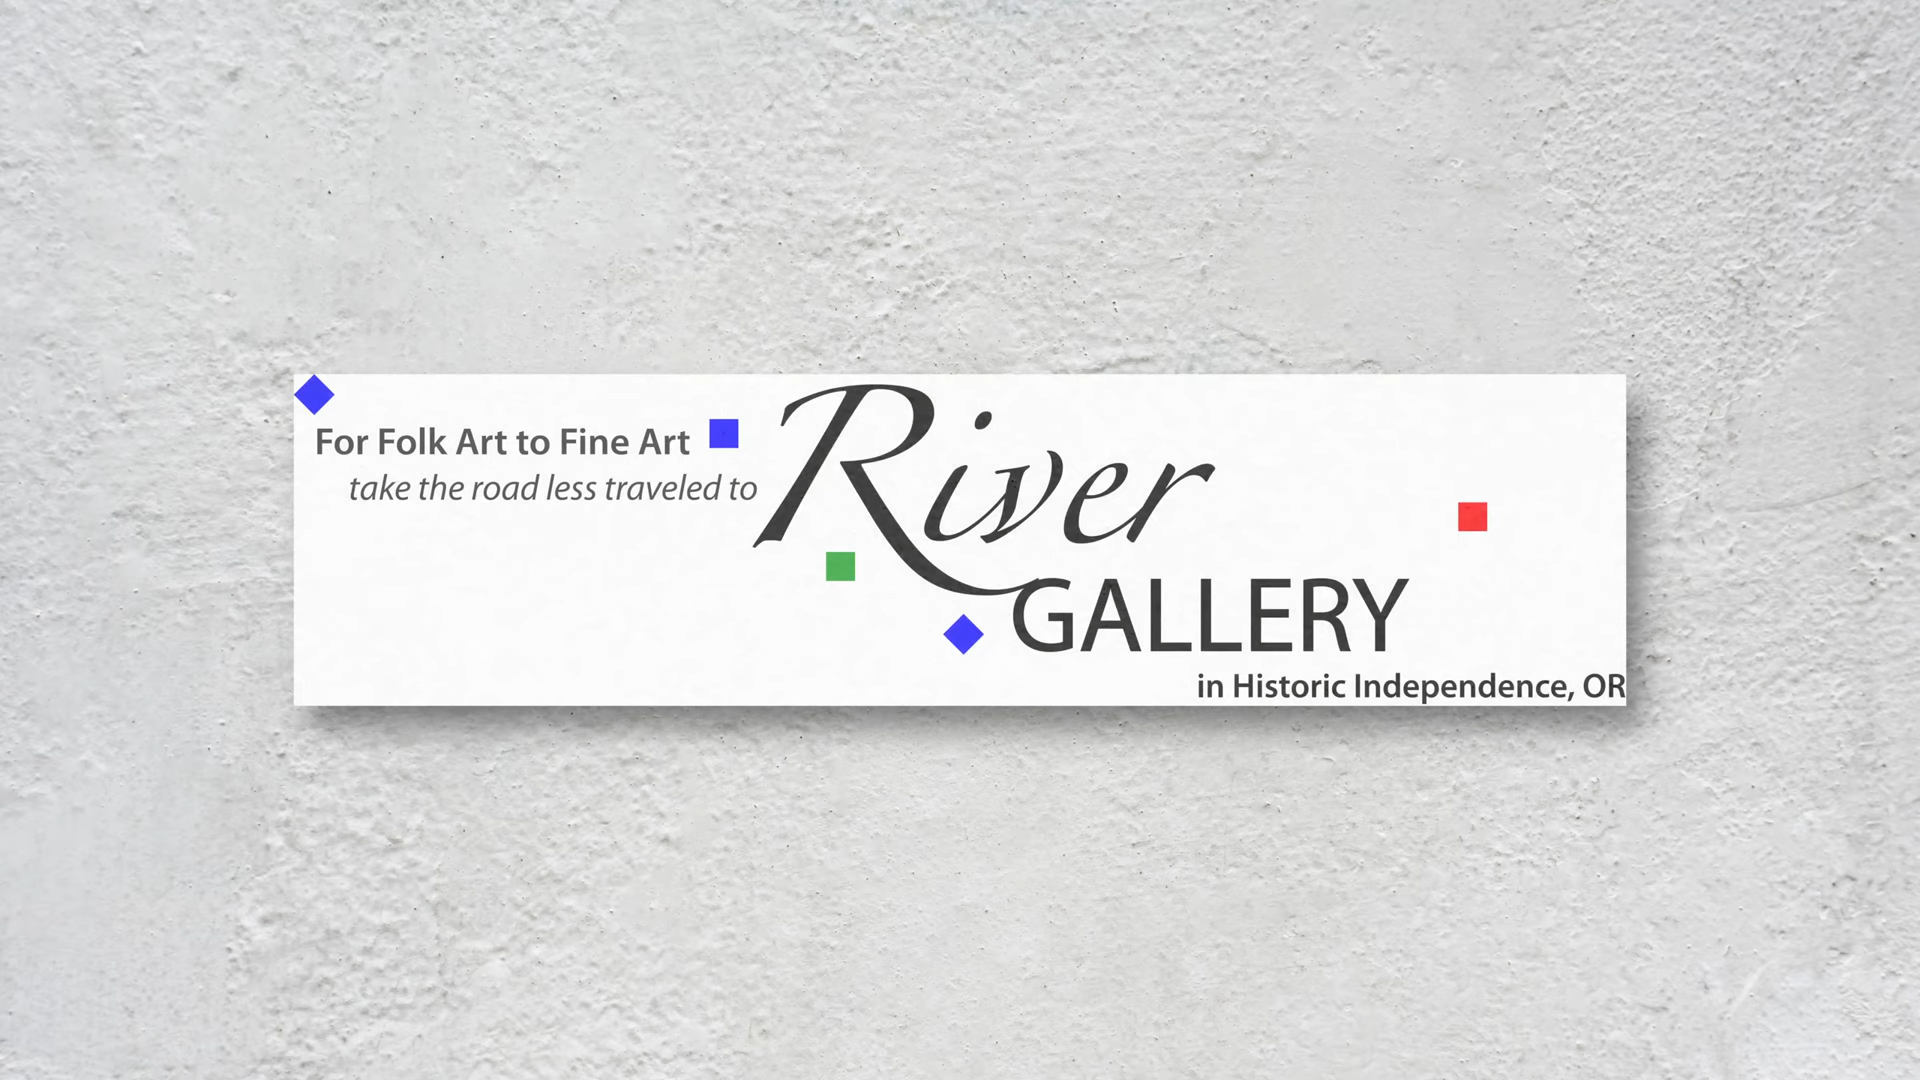 For Folk Art to Fine Art
take the road less traveled to
River
GALLERY
in Historic Independence, OR